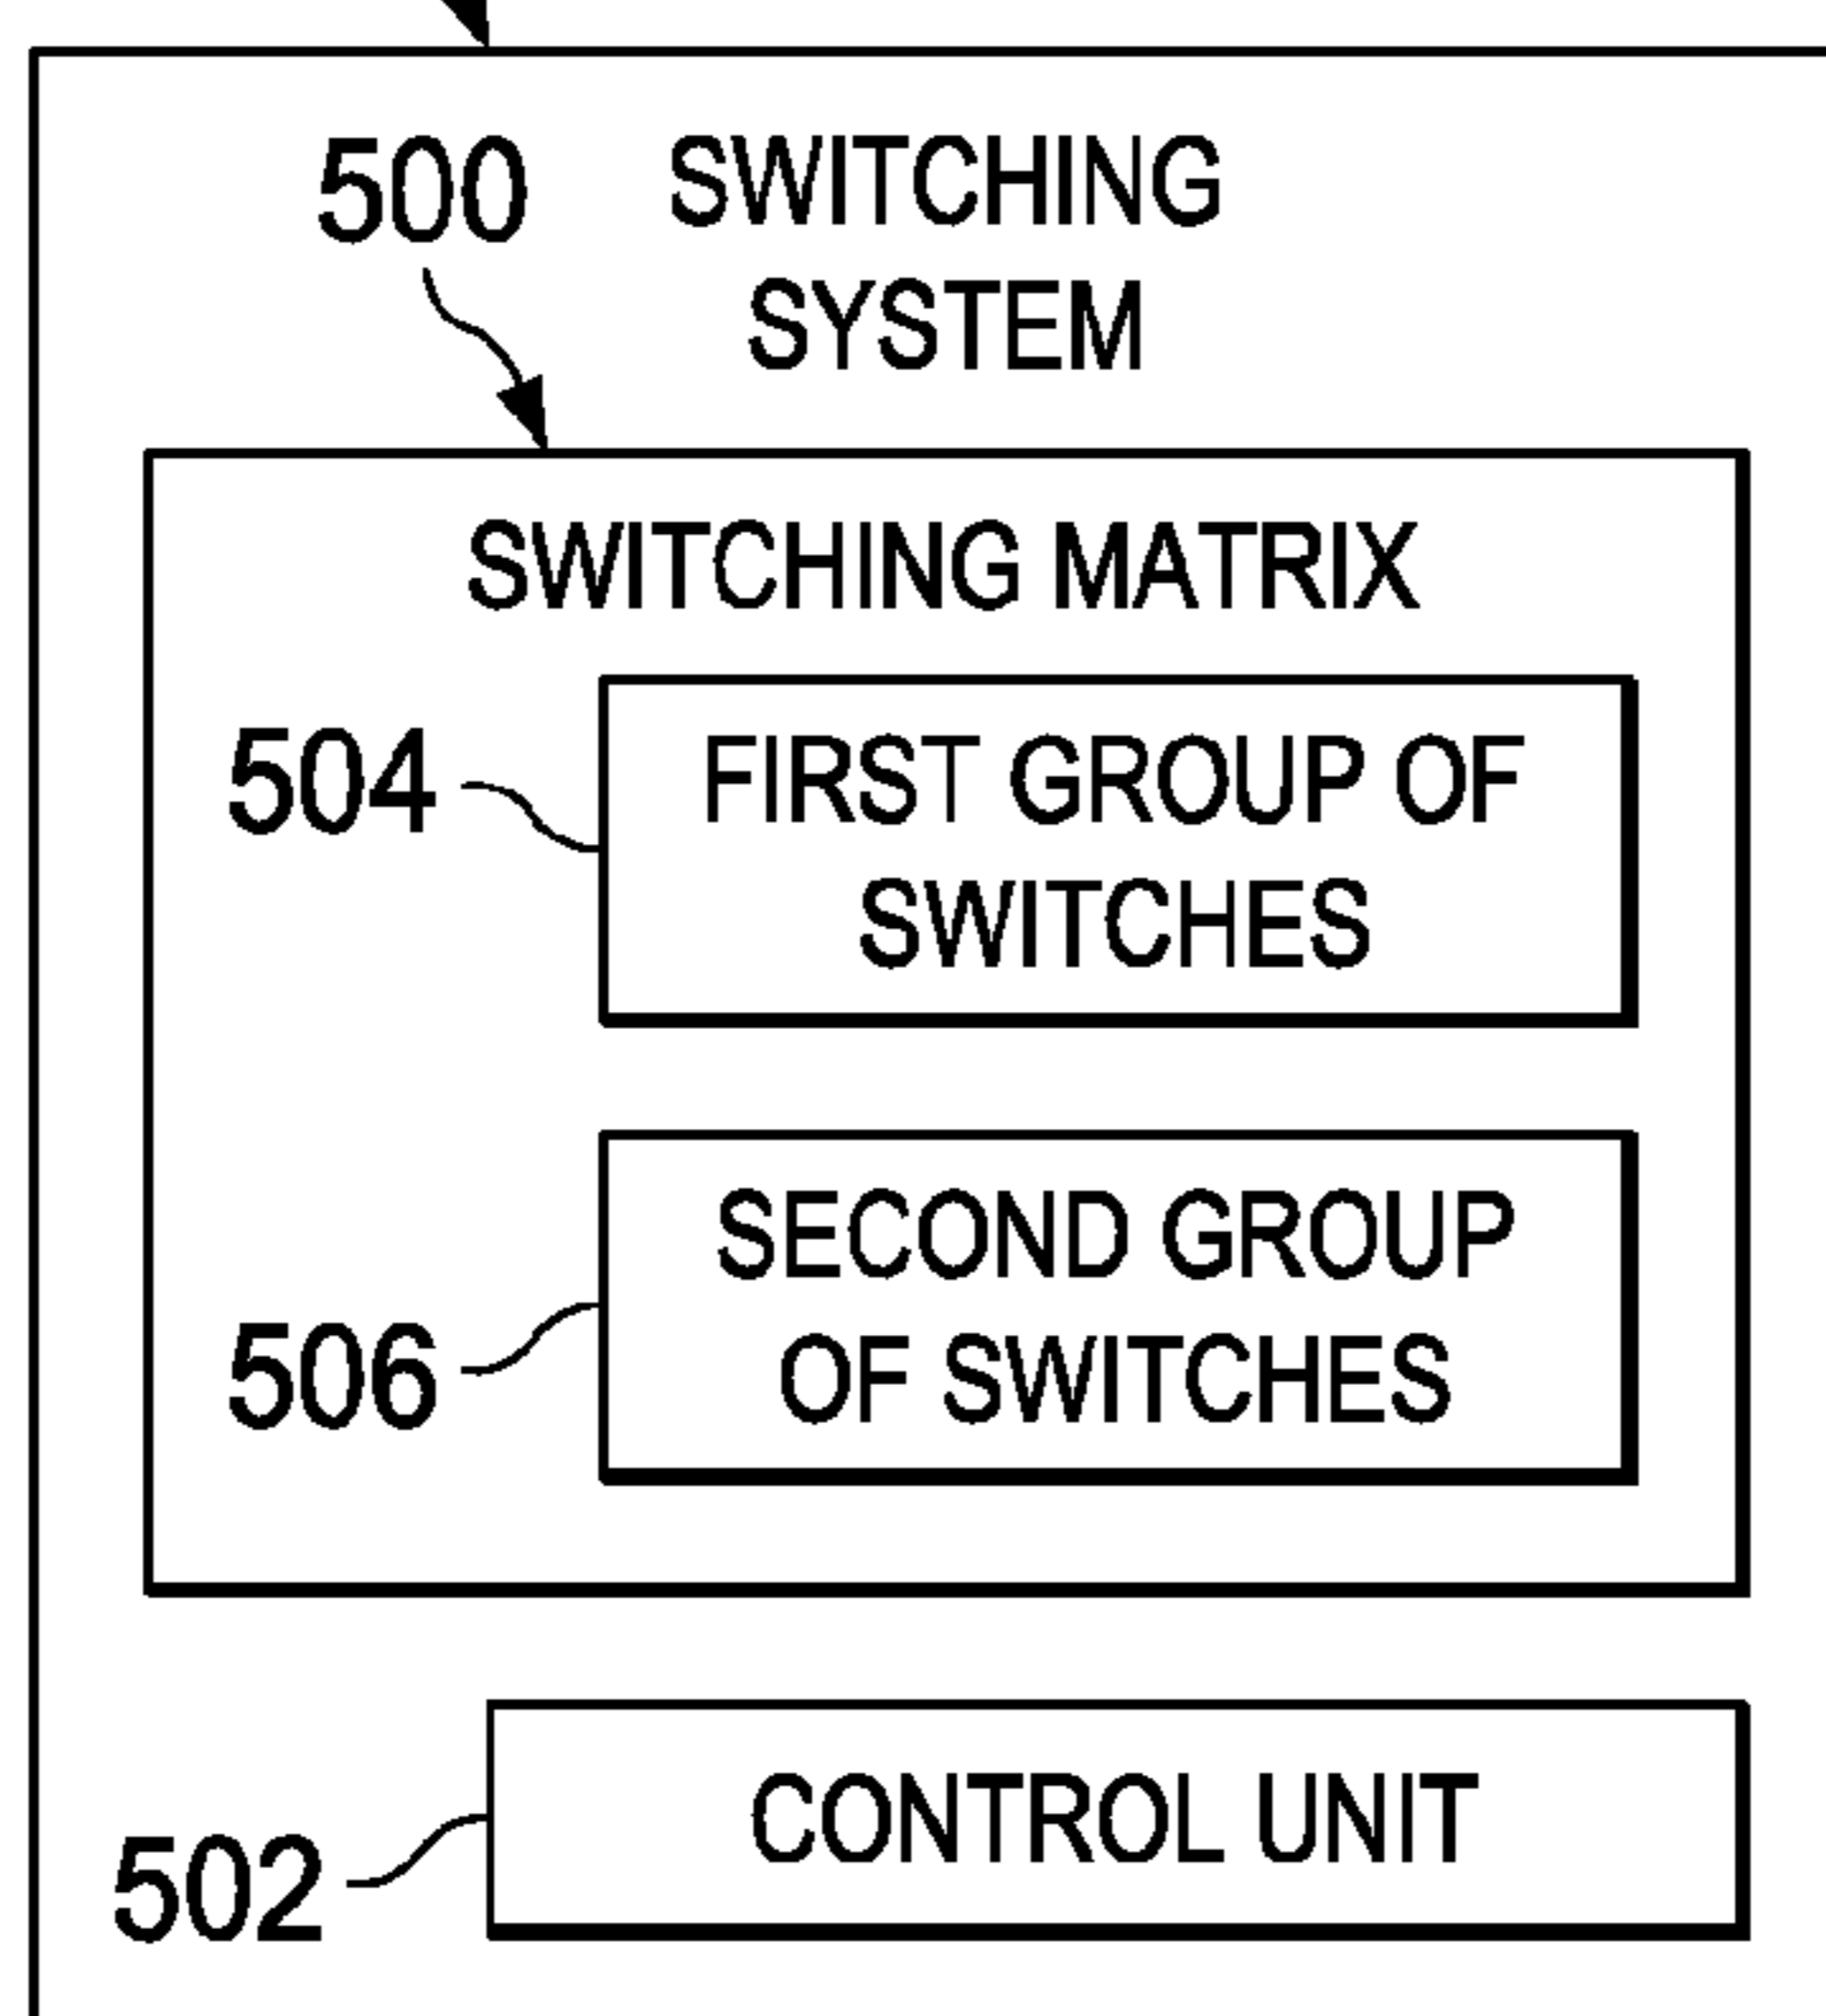 500 SWITCHING
SYSTEM
SWITCHING MATRIX
504 FIRST GROUP OF
SWITCHES
SECOND GROUP
506 OF SWITCHES
CONTROL UNIT
502